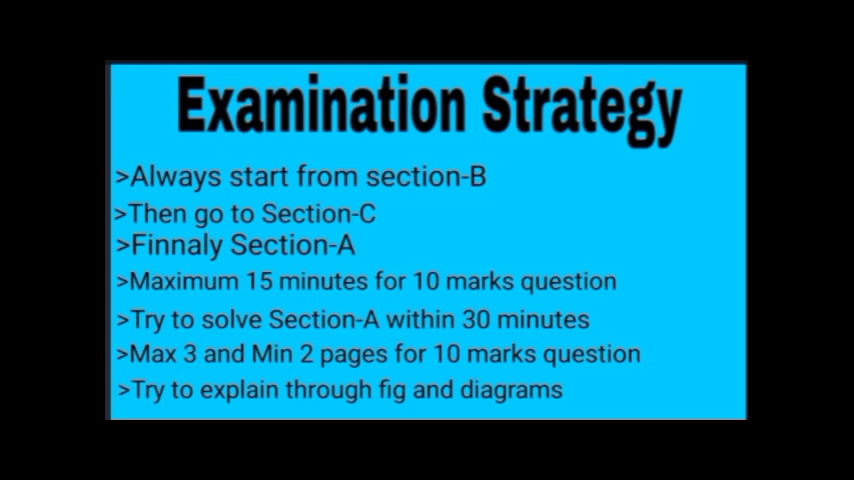 Examination Strategy
>Always start from section-B
>Then go to Section-C
>Finnaly Section-A
>Maximum 15 minutes for 10 marks question
>Try to solve Section-A within 30 minutes
>Max 3 and Min 2 pages for 10 marks question
>Try to explain through fig and diagrams